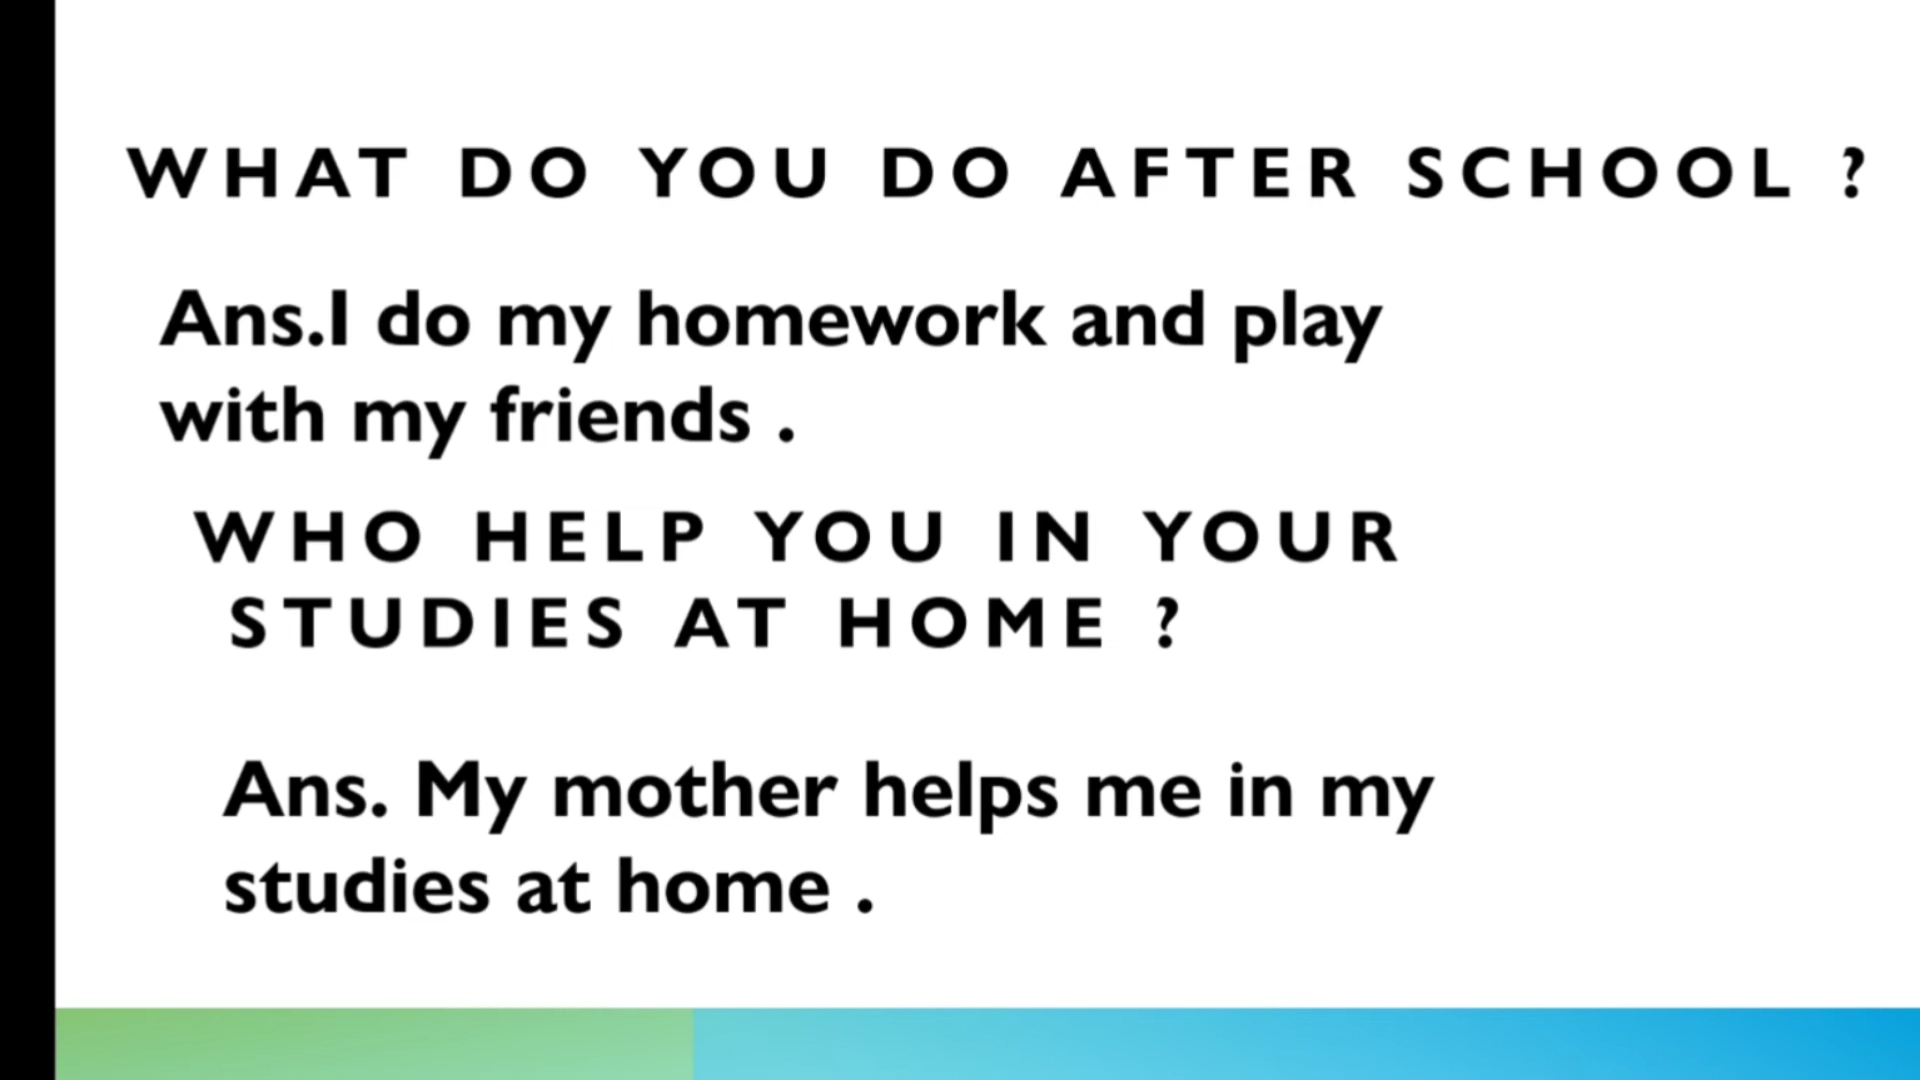 WHAT DO YOU DO AFTER SCHOOL ?
Ans.I do my homework and play
with my friends .
WHO HELP YOU IN YOUR
STUDIES AT HOME ?
Ans. My mother helps me in my
studies at home .